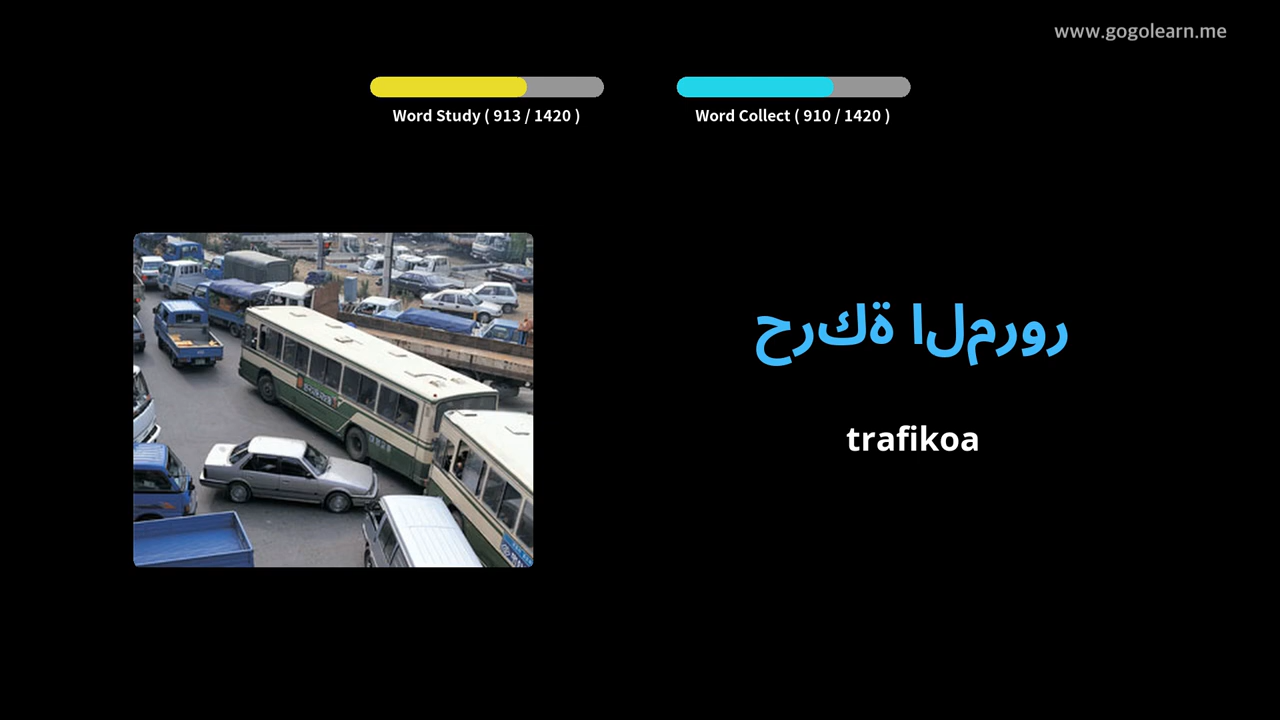 www.gogolearn.me
Word Study ( 913 / 1420 )
Word Collect ( 910 / 1420 )
حركة المرور
trafikoa